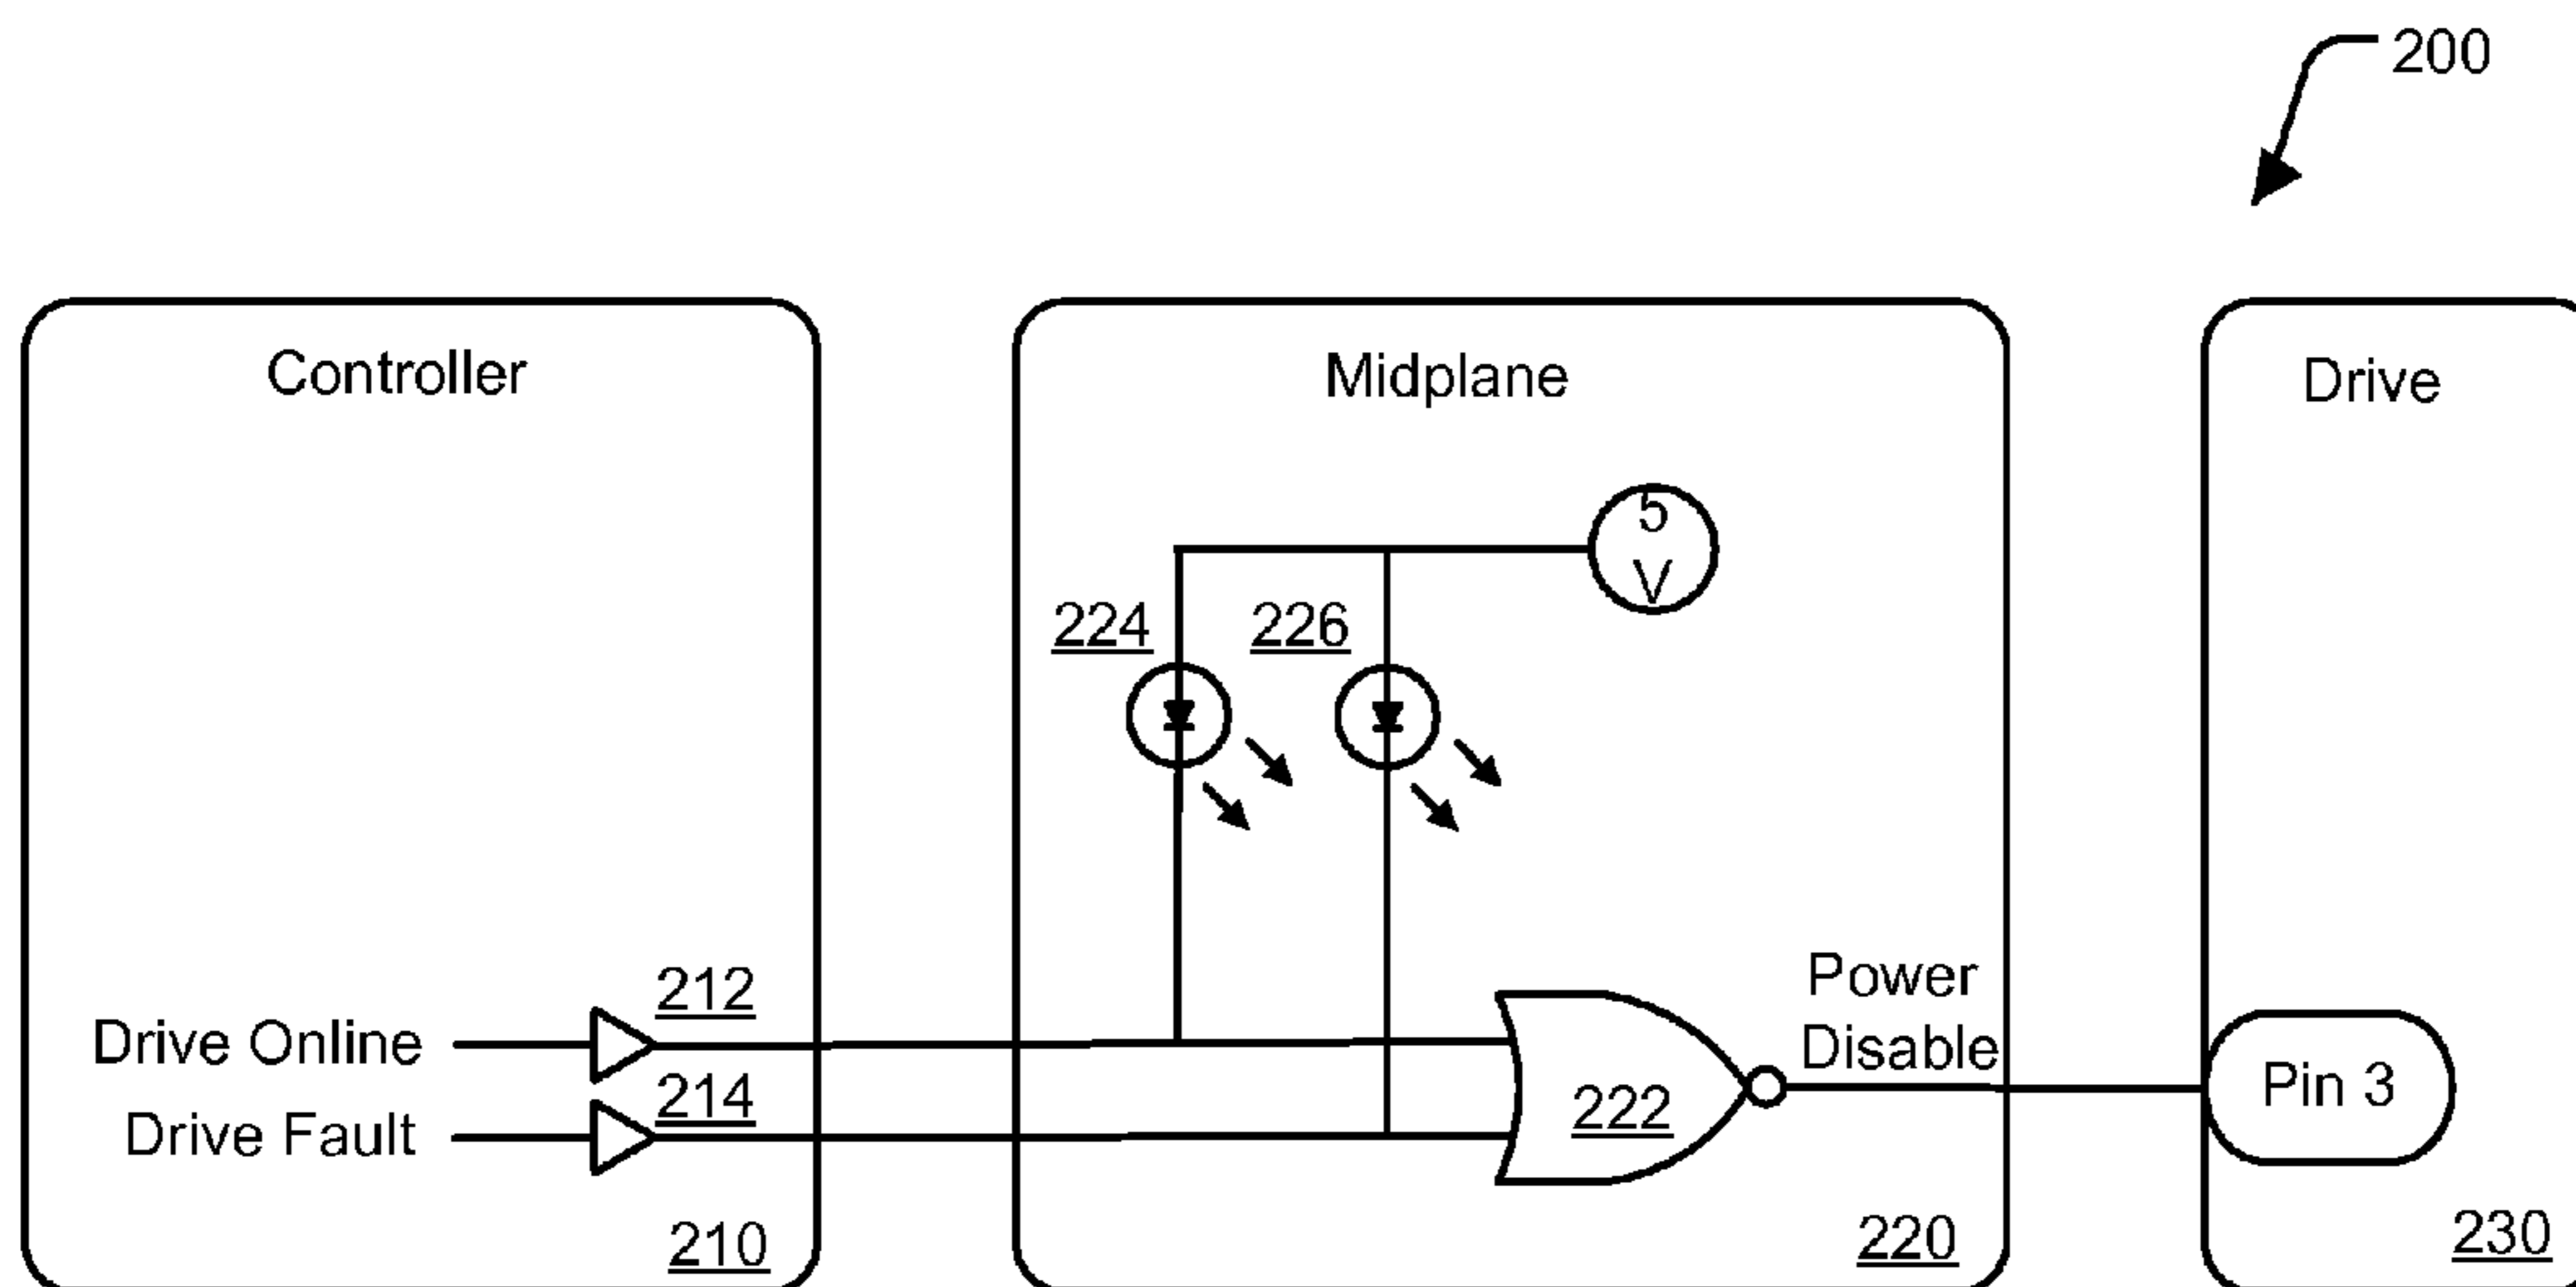 200
Controller
Midplane
Drive
5
V
224
226
212
Drive Online
214
Drive Fault
210
222
Power
Disable
220
Pin 3
230